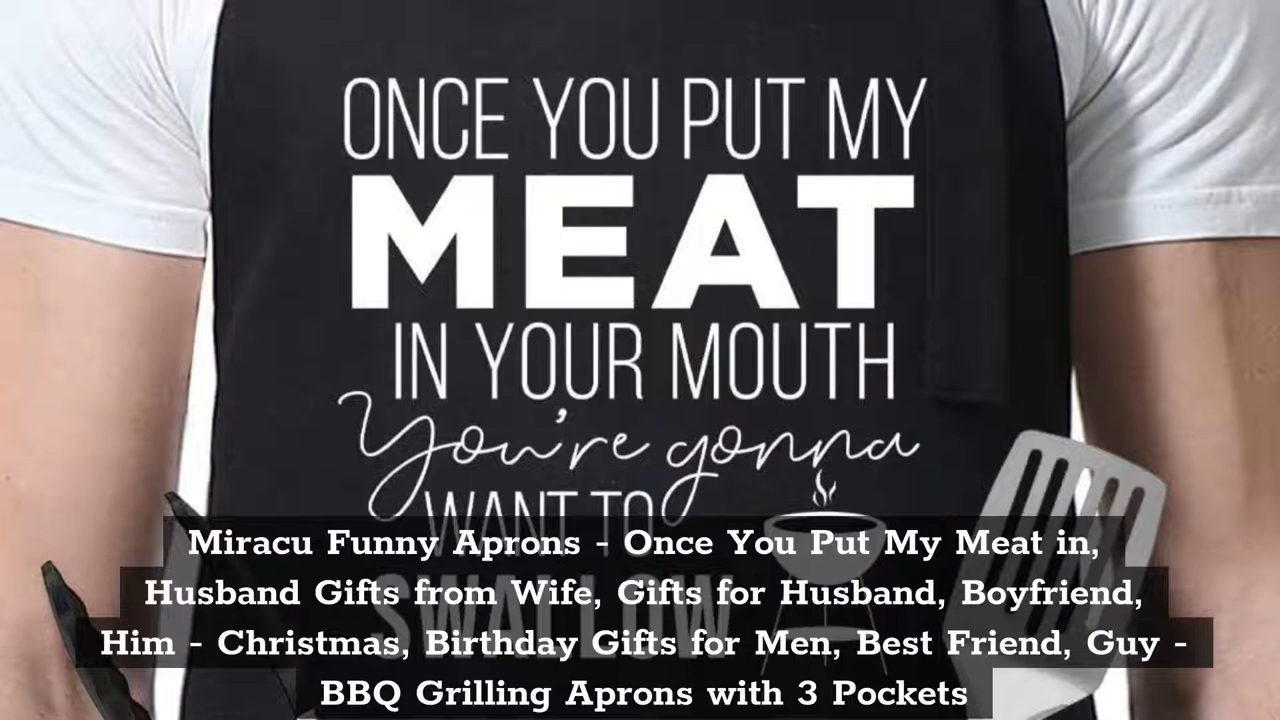 ONCE YOU PUT MY
MEAT
IN YOUR MOUTH
You're gonna
WANT TO
SWALLOW
Miracu Funny Aprons - Once You Put My Meat in,
Husband Gifts from Wife, Gifts for Husband, Boyfriend,
Him - Christmas, Birthday Gifts for Men, Best Friend, Guy -
BBQ Grilling Aprons with 3 Pockets